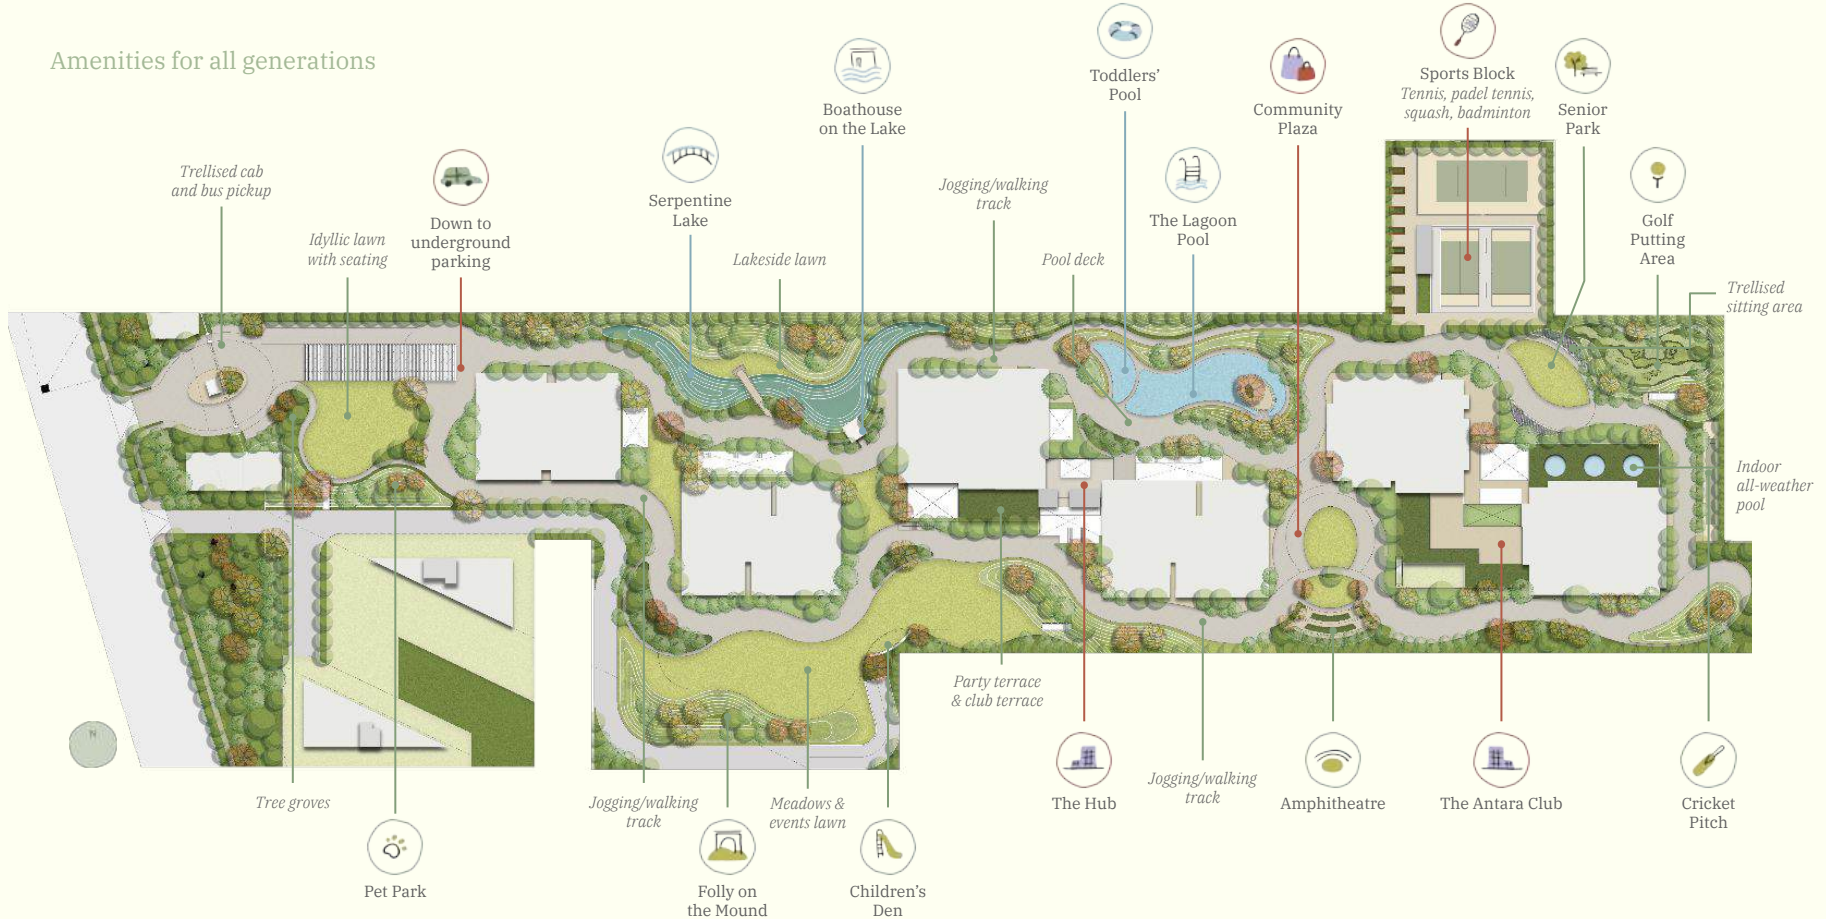 Amenities for all generations
Trellised cab
and bus pickup
Idyllic lawn
with seating
Down to
underground
parking
Serpentine
Lake
Lakeside lawn
Boathouse
on the Lake
Jogging/walking
track
Pool deck
Toddlers’
Pool
The Lagoon
Pool
Community
Plaza
Sports Block
Tennis, padel tennis,
squash, badminton
Senior
Park
Golf
Putting
Area
Trellised
sitting area
Indoor
all-weather
pool
N
Tree groves
Pet Park
Jogging/walking
track
Folly on
the Mound
Meadows &
events lawn
Children’s
Den
Party terrace
& club terrace
The Hub
Jogging/walking
track
Amphitheatre
The Antara Club
Cricket
Pitch